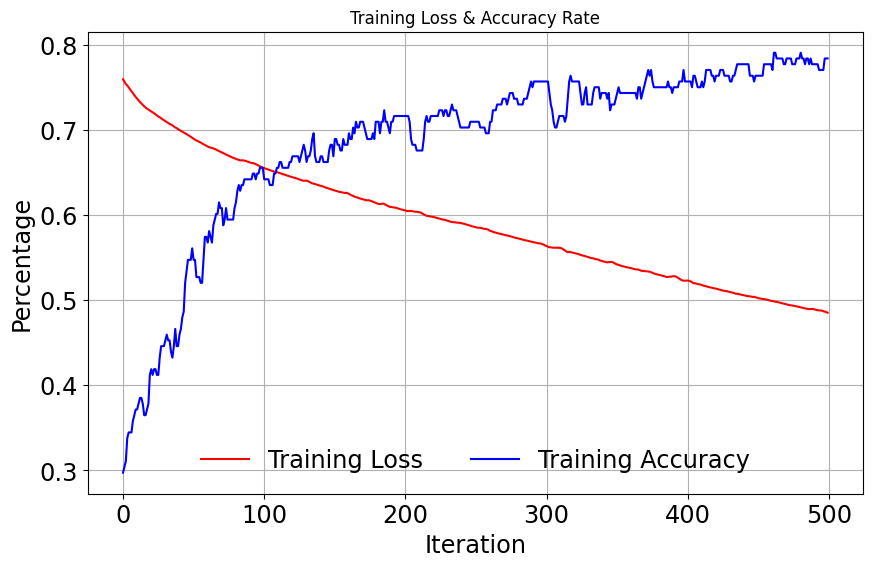 Training Loss & Accuracy Rate
0.8
0.7
0.6
0.5
0.4
0.3
Percentage
Training Loss
Training Accuracy
0 100 200 300 400 500
Iteration